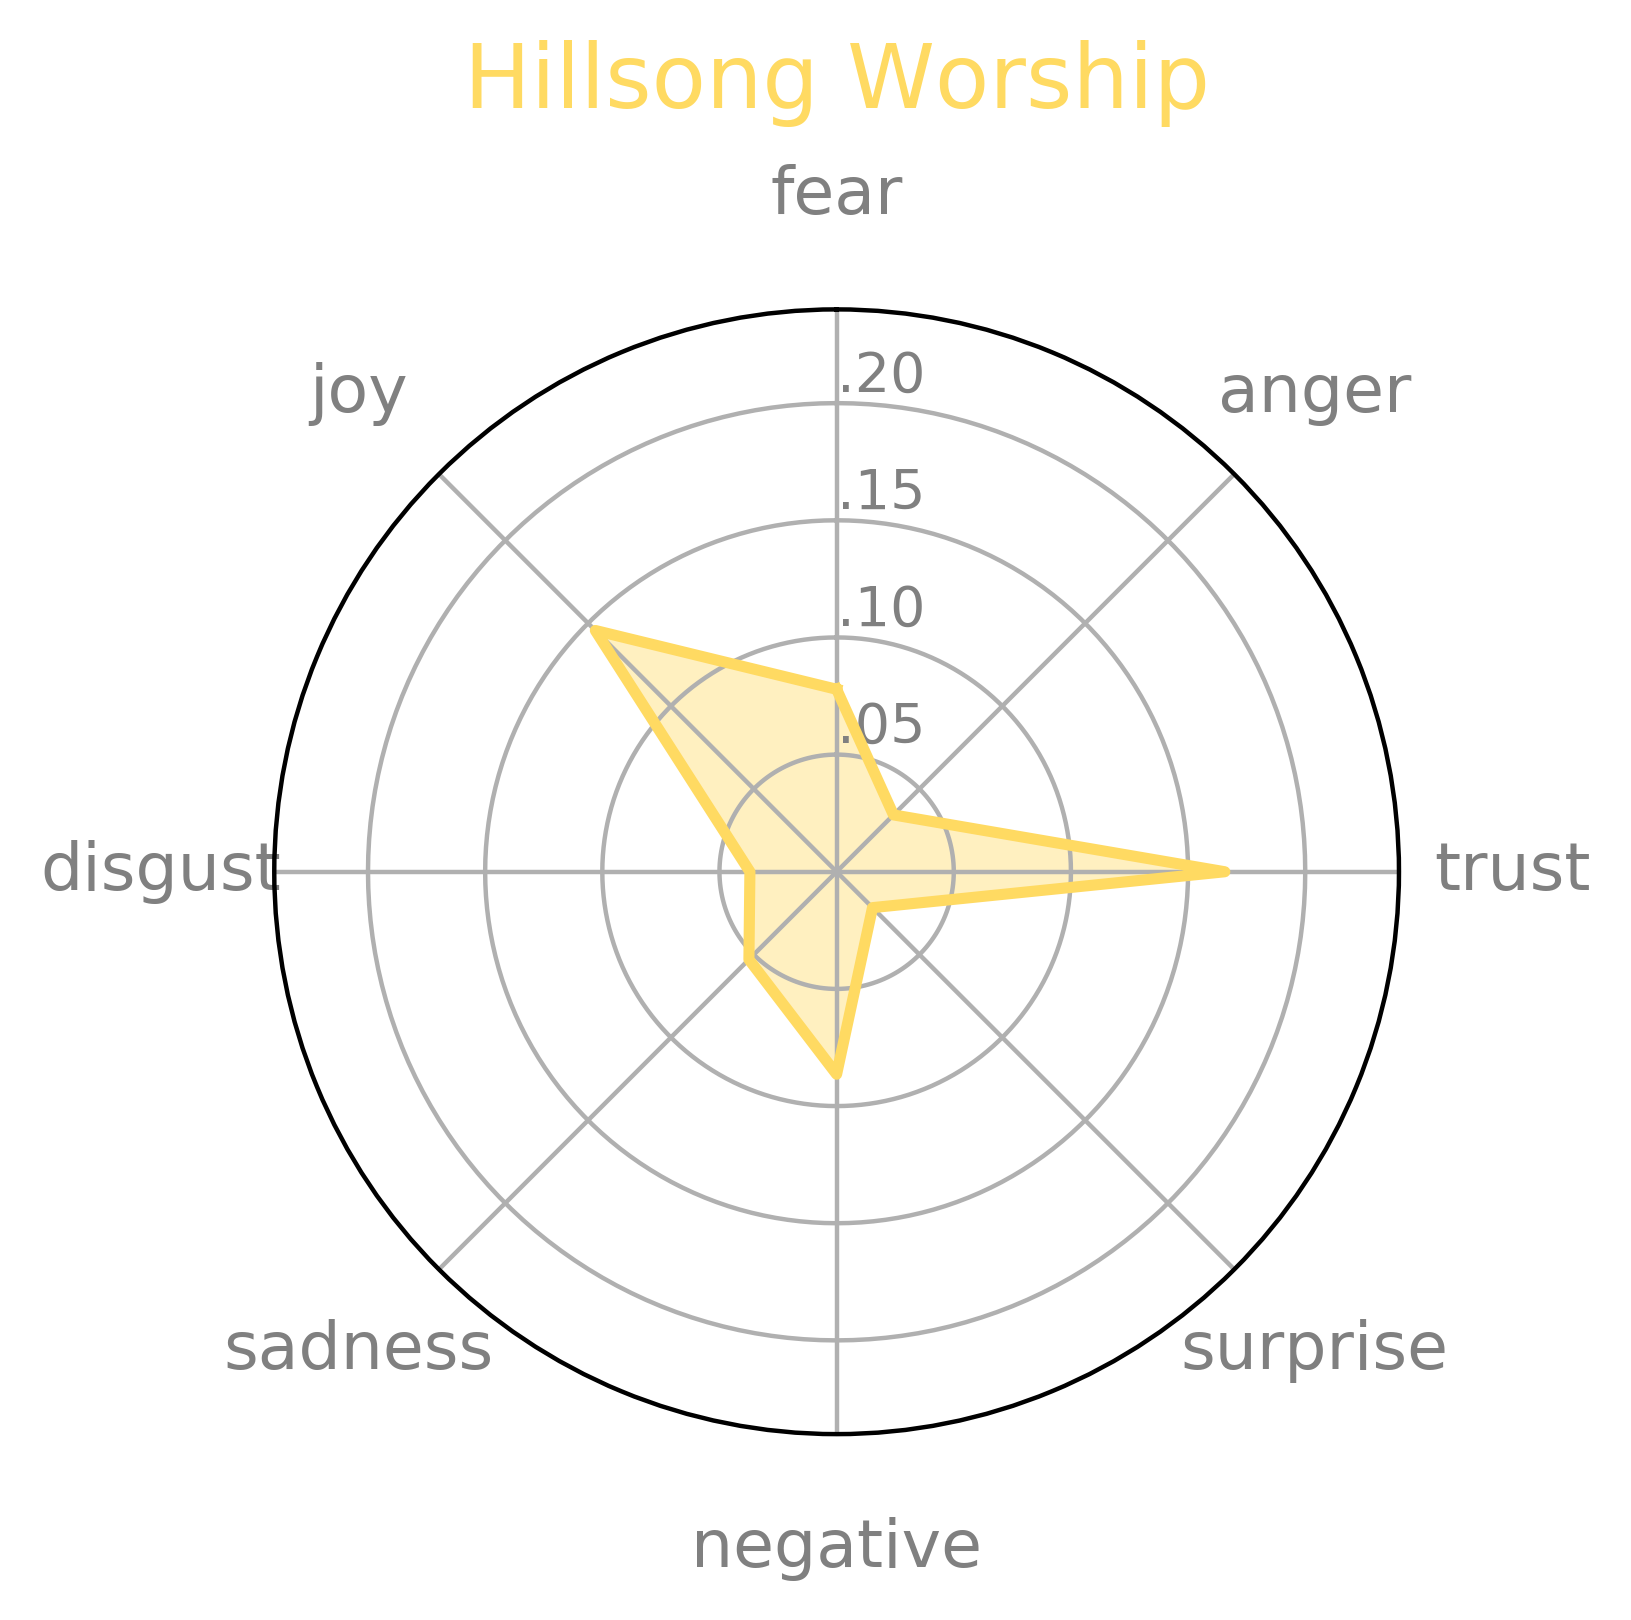 Hillsong Worship
fear
joy
anger
.20
.15
.10
.05
disgust
trust
sadness
surprise
negative